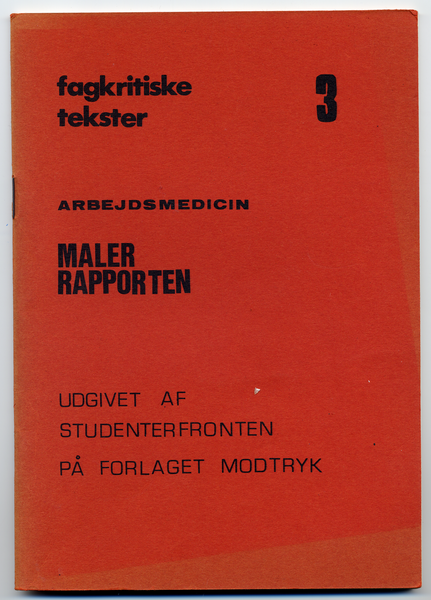 fagkritiske
tekster
3
ARBEJDSMEDICIN
MALER
RAPPORTEN
UDGIVET AF
STUDENTERFRONTEN
PÅ FORLAGET MODTRYK